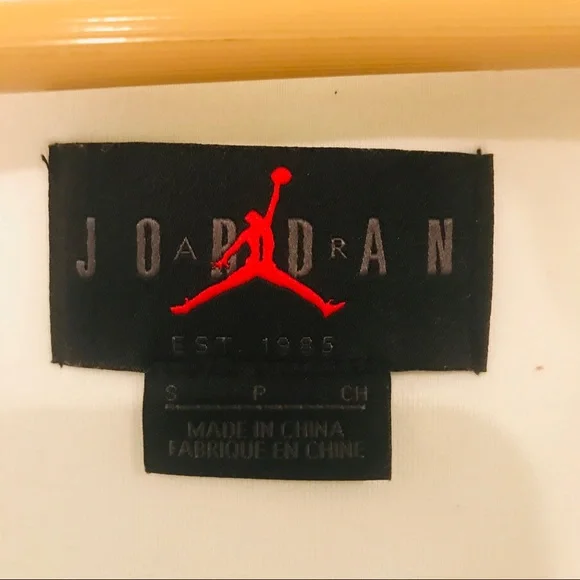 JORDAN
AIR
EST. 1985
S P CH
MADE IN CHINA
FABRIQUE EN CHINE